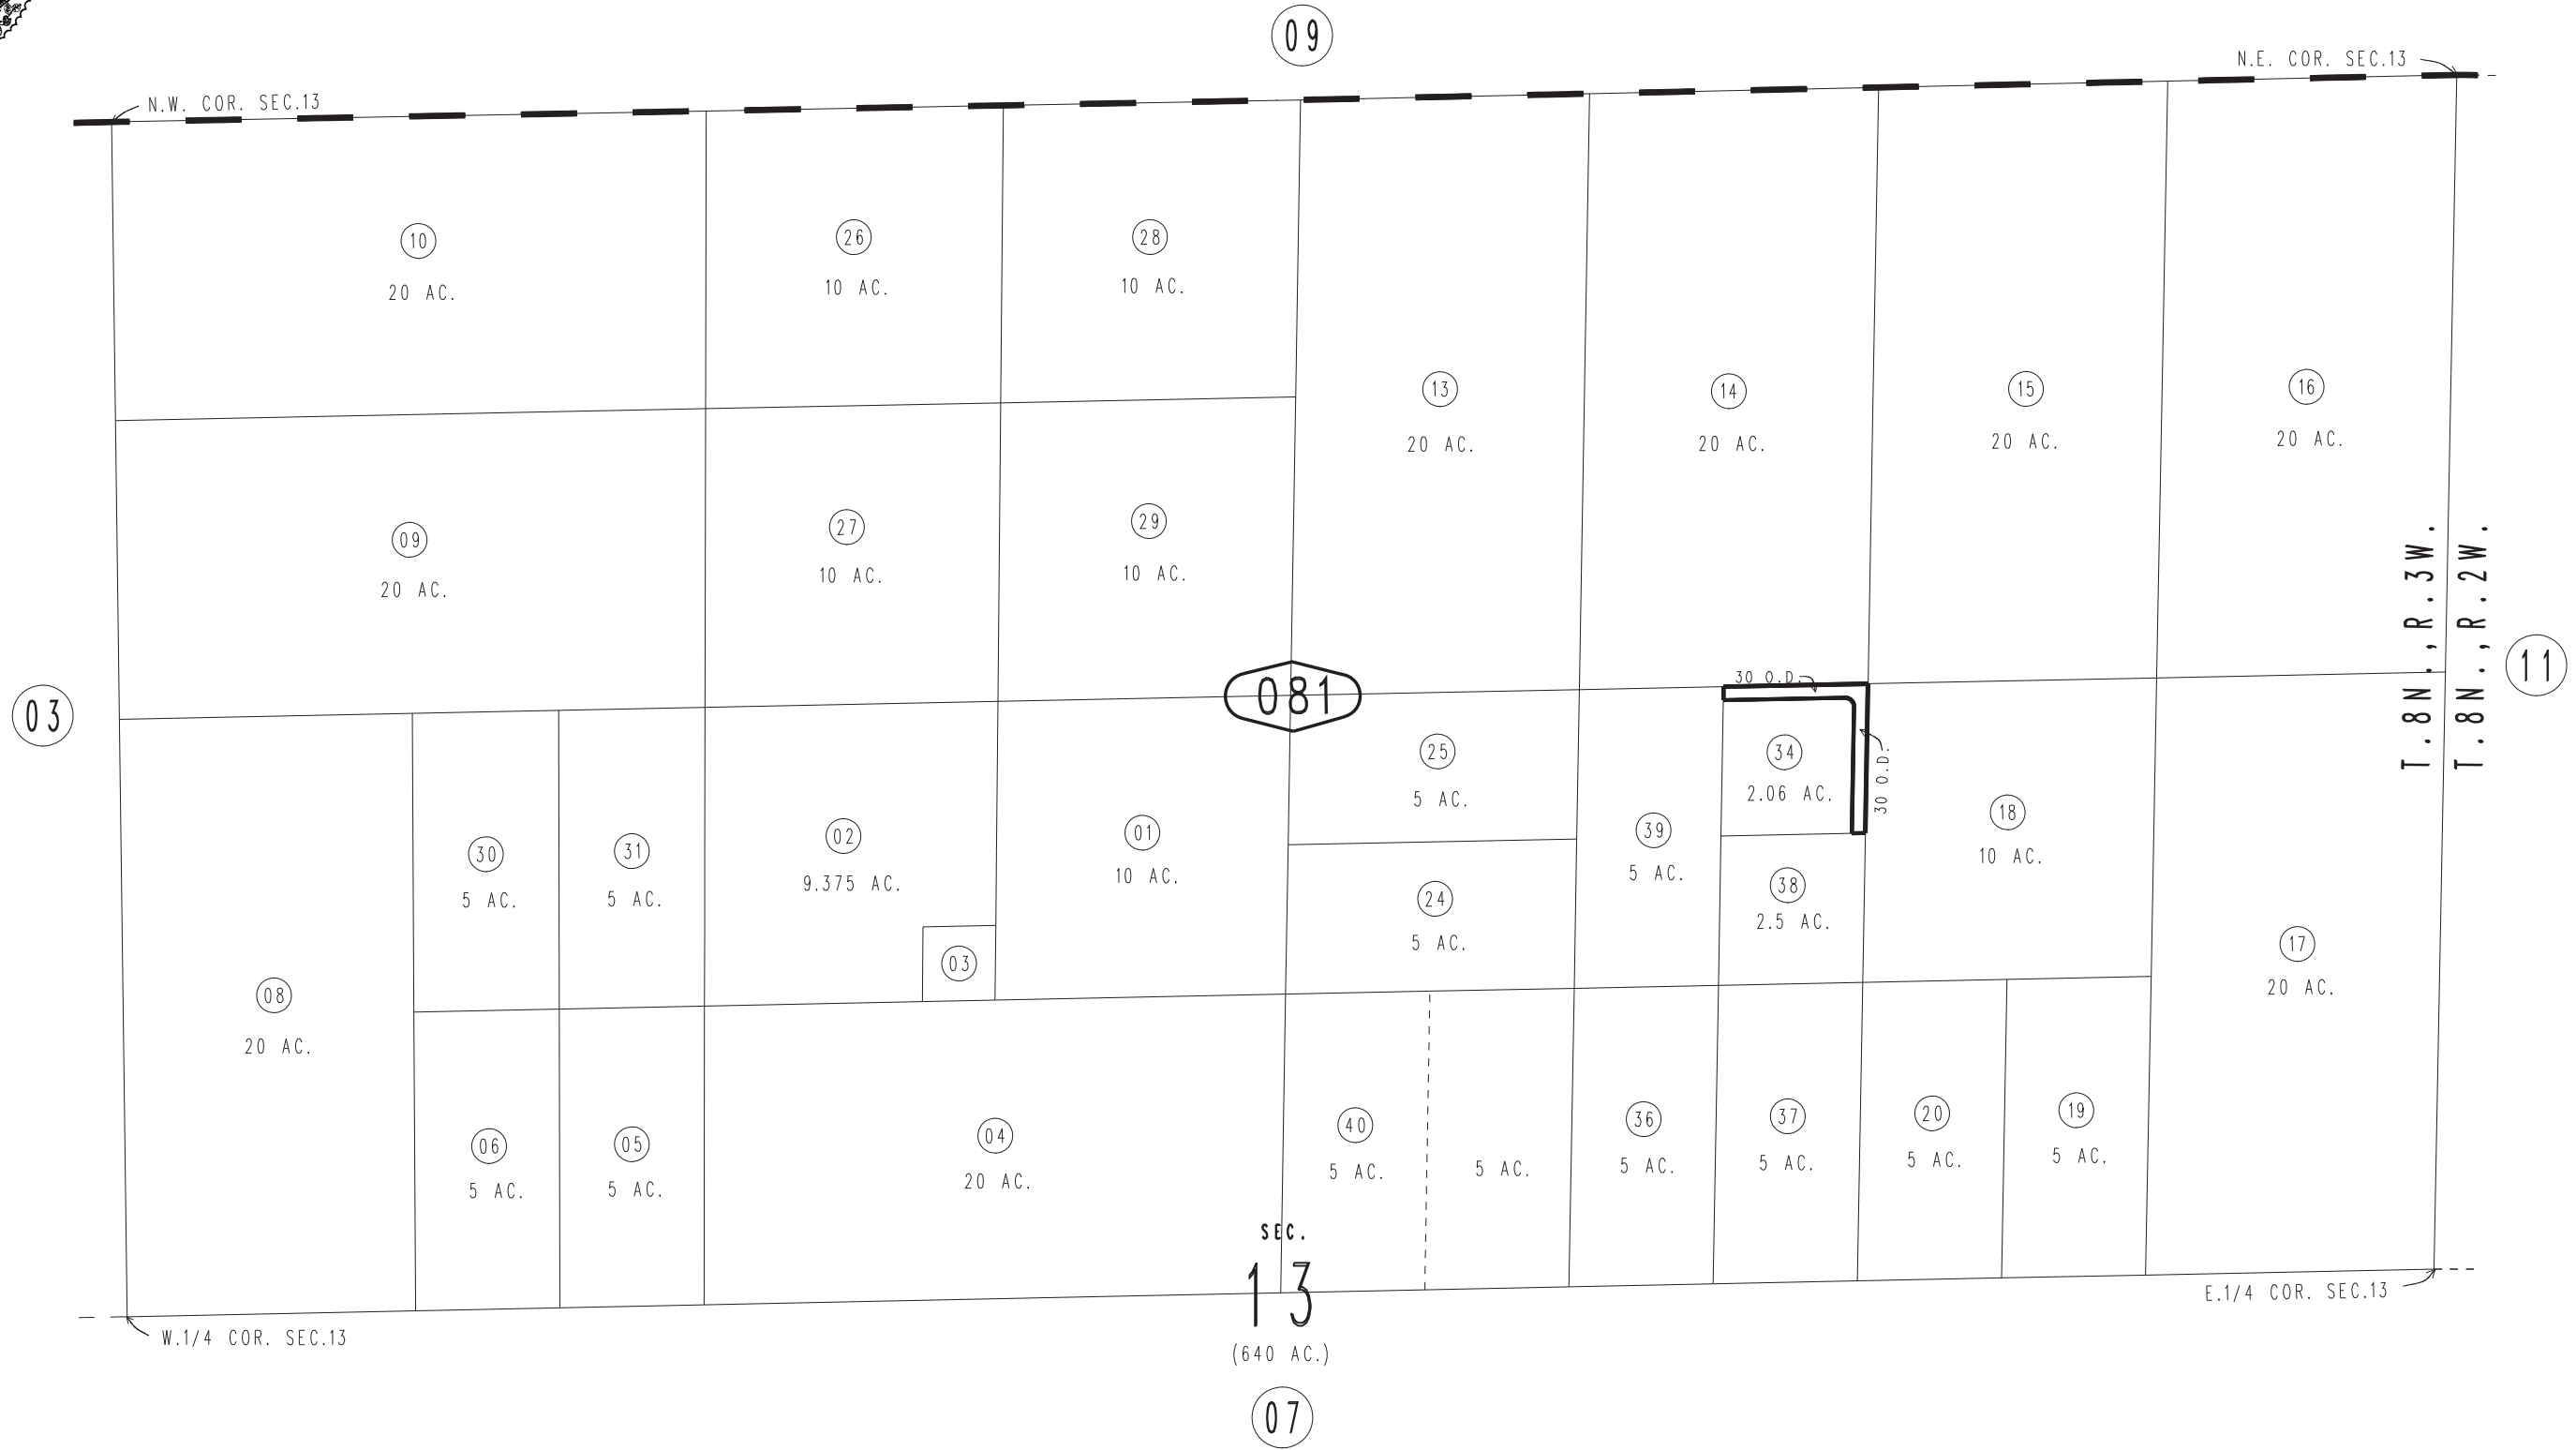 09
N.E. COR. SEC.13
N.W. COR. SEC.13
10
20 AC.
26
10 AC.
28
10 AC.
13
20 AC.
14
20 AC.
15
20 AC.
16
20 AC.
09
20 AC.
27
10 AC.
29
10 AC.
T.8N.,R.3W.
T.8N.,R.2W.
03
081
11
30 O.D.
30 O.D.
25
5 AC.
34
2.06 AC.
30
5 AC.
31
5 AC.
02
9.375 AC.
01
10 AC.
39
5 AC.
18
10 AC.
24
5 AC.
38
2.5 AC.
03
17
20 AC.
08
20 AC.
06
5 AC.
05
5 AC.
04
20 AC.
40
5 AC.
5 AC.
36
5 AC.
37
5 AC.
20
5 AC.
19
5 AC.
SEC.
13
(640 AC.)
W.1/4 COR. SEC.13
E.1/4 COR. SEC.13
07